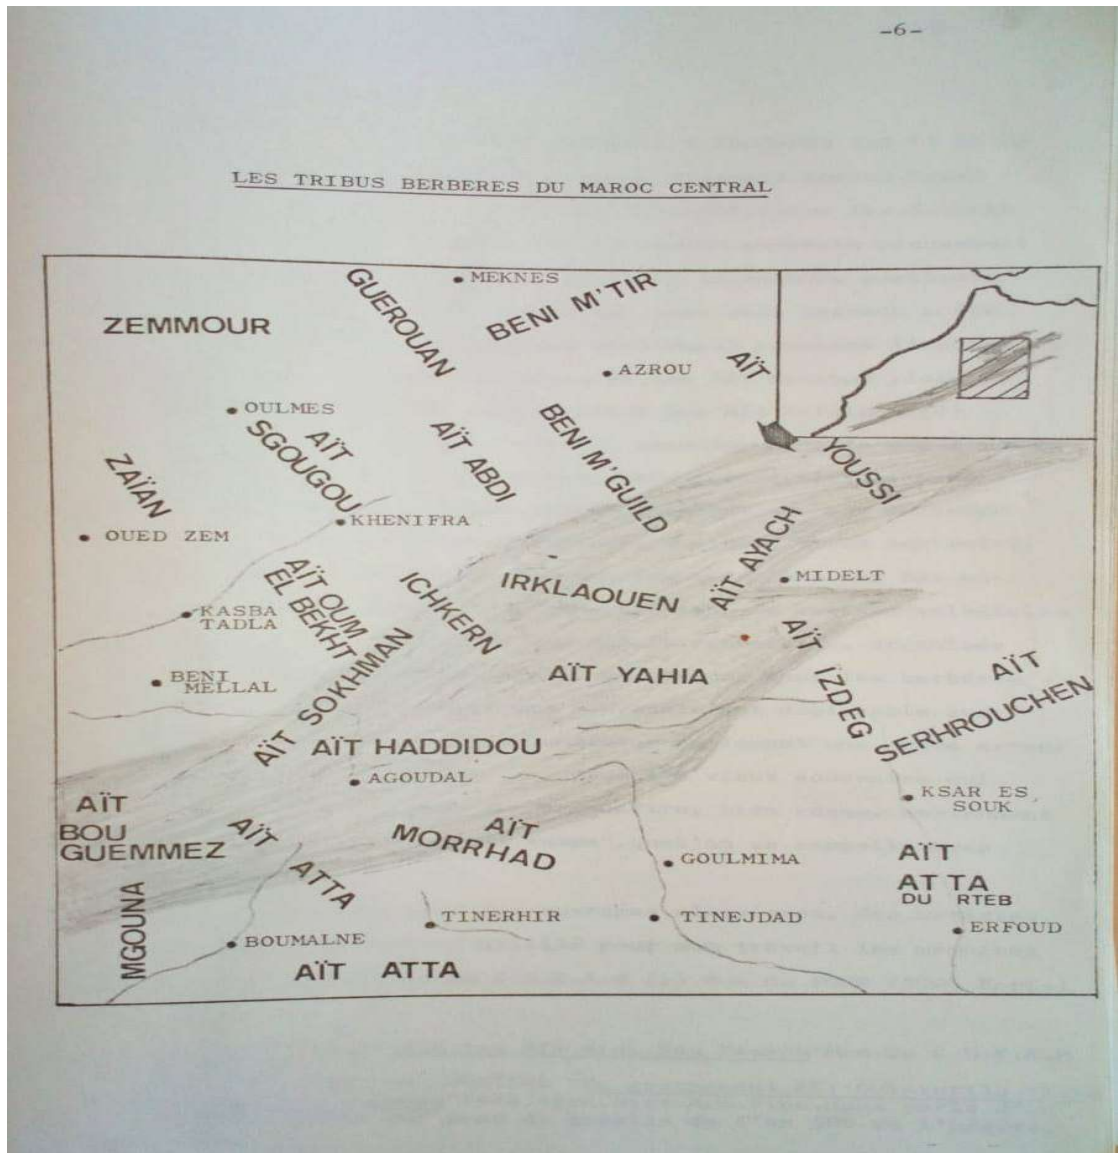 -6-
LES TRIBUS BERBERES DU MAROC CENTRAL
MEKNES
GUEROUAN
BENI M'TIR
ZEMMOUR
AZROU
AÏT
YOUSSI
OULMES
AÏT
SGOUGOU
AÏT ABDI
BENI M'GUILD
ZAÏAN
KHENIFRA
OUED ZEM
AÏT AYACH
MIDELT
IRKLAOUEN
ICHKERN
AÏT OUM
EL BEKHT
KASBA
TADLA
AÏT SOKHMAN
AÏT YAHIA
AÏT ÏZDEG
AÏT
SERHROUCHEN
BENI
MELLAL
AÏT HADDIDOU
AGOUDAL
KSAR ES
SOUK
AÏT
BOU
GUEMMEZ
AÏT ATTA
AÏT
MORRHAD
GOULMIMA
AÏT
ATTA
DU RTEB
MGOUNA
TINERHIR
TINEJDAD
ERFOUD
BOUMALNE
AÏT ATTA